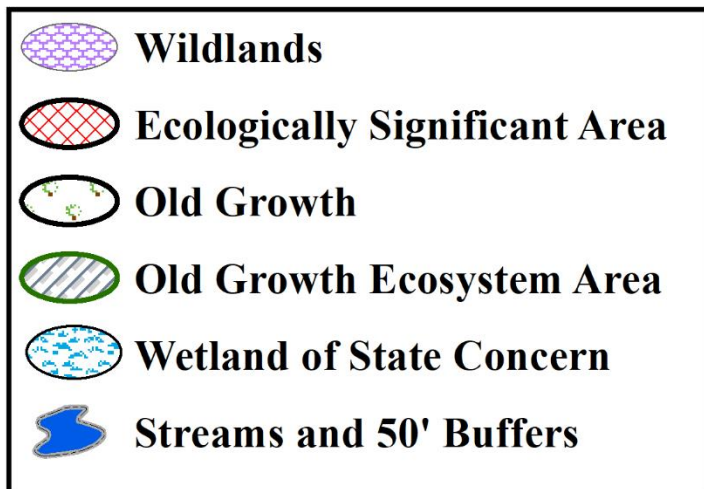 Wildlands
Ecologically Significant Area
Old Growth
Old Growth Ecosystem Area
Wetland of State Concern
Streams and 50' Buffers